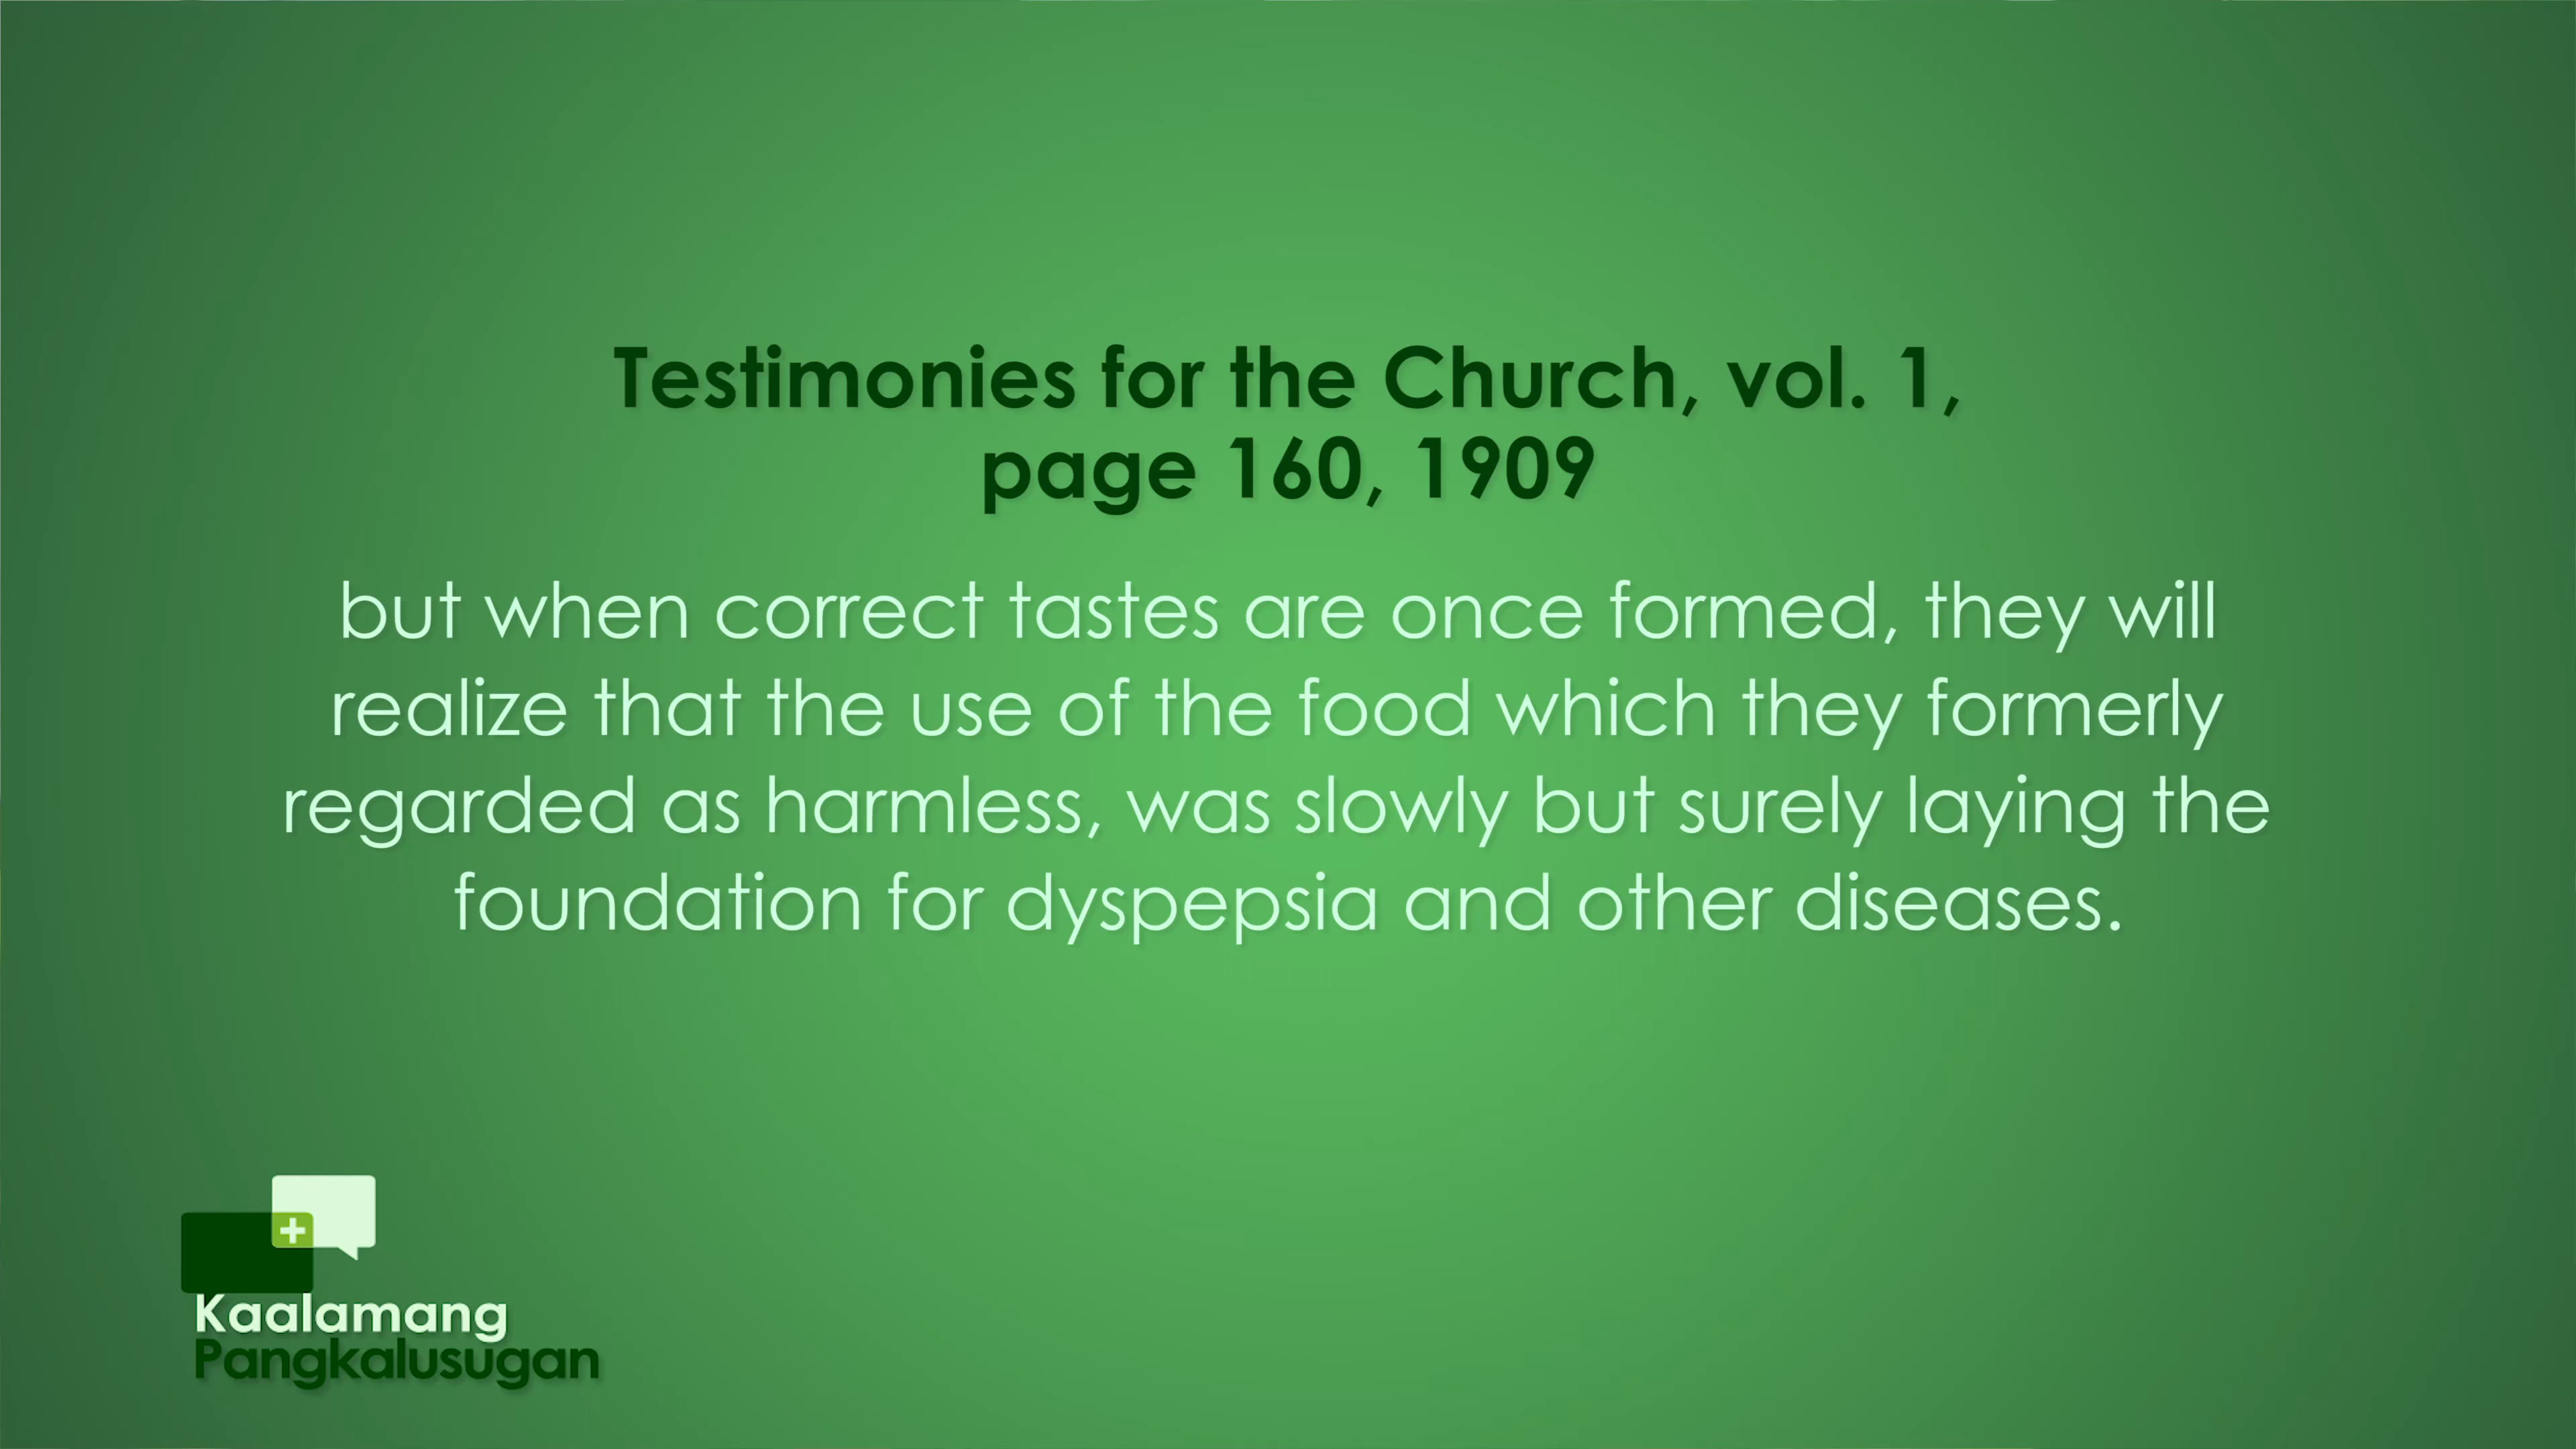 Testimonies for the Church, vol. 1,
page 160, 1909
but when correct tastes are once formed, they will
realize that the use of the food which they formerly
regarded as harmless, was slowly but surely laying the
foundation for dyspepsia and other diseases.
Kaalamang
Pangkalusugan